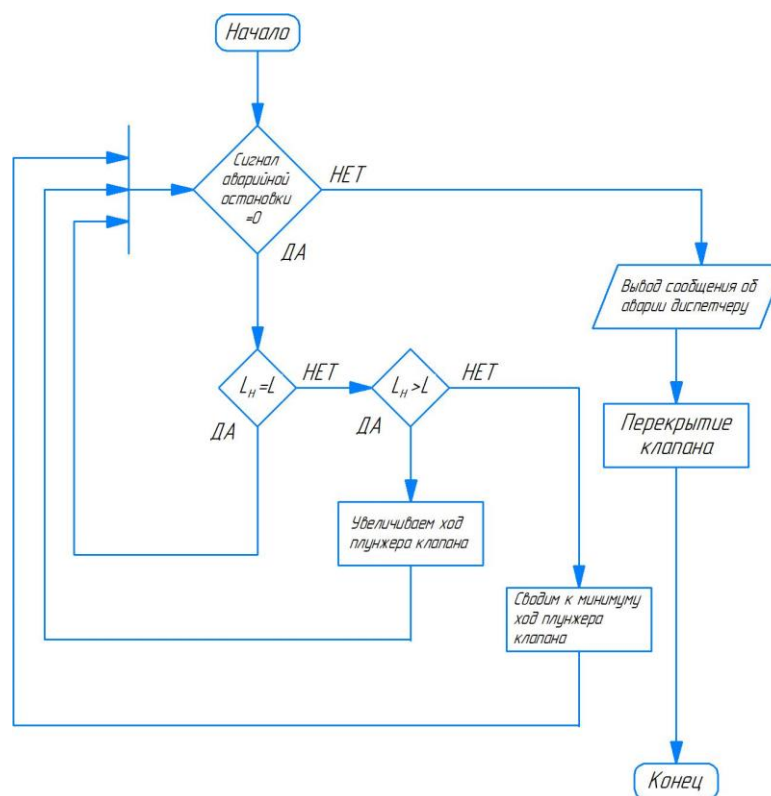 Начало
Сигнал
аварийной
остановки
=0
НЕТ
ДА
Вывод сообщения об
аварии диспетчеру
Lн=L
НЕТ
ДА
Lн>L
НЕТ
ДА
Перекрытие
клапана
Увеличиваем ход
плунжера клапана
Сводим к минимуму
ход плунжера
клапана
Конец